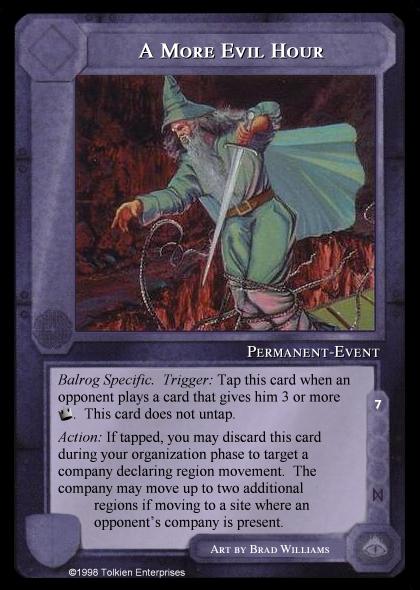 A More Evil Hour
Permanent-Event
Balrog Specific. Trigger: Tap this card when an
opponent plays a card that gives him 3 or more
. This card does not untap.
7
Action: If tapped, you may discard this card
during your organization phase to target a
company declaring region movement. The
company may move up to two additional
regions if moving to a site where an
opponent's company is present.
Art by Brad Williams
©1998 Tolkien Enterprises